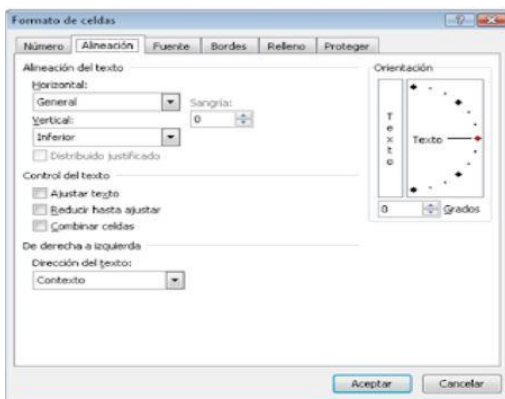 Formato de celdas
Número Alineación Fuente Bordes Relleno Proteger
Alineación del texto
Horizontal:
General
Sangría:
Vertical:
0
Inferior
Distribuido justificado
Control del texto
Ajustar texto
Reducir hasta ajustar
Combinar celdas
De derecha a izquierda
Dirección del texto:
Contexto
Orientación
Texto
Texto
0 Grados
Aceptar Cancelar